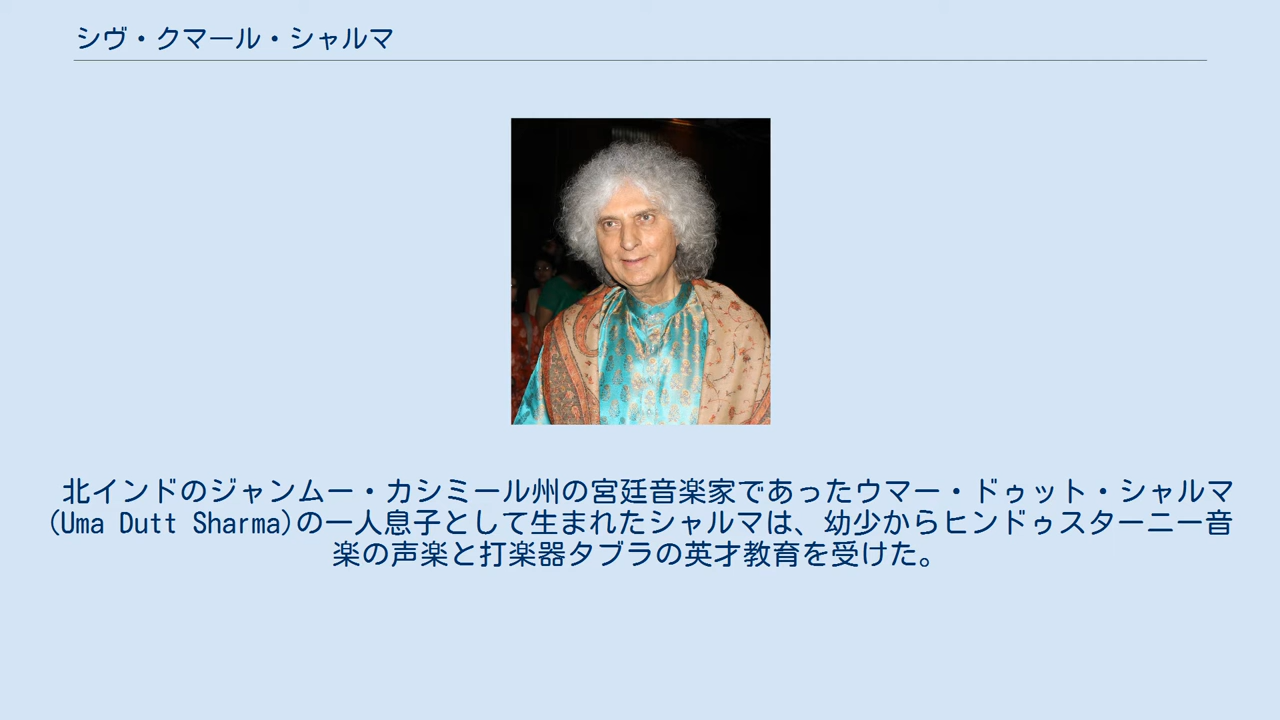 シヴ・クマール・シャルマ
北インドのジャンムー・カシミール州の宮廷音楽家であったウマー・ドゥット・シャルマ
(Uma Dutt Sharma)の一人息子として生まれたシャルマは、幼少からヒンドゥスターニー音
楽の声楽と打楽器タブラの英才教育を受けた。